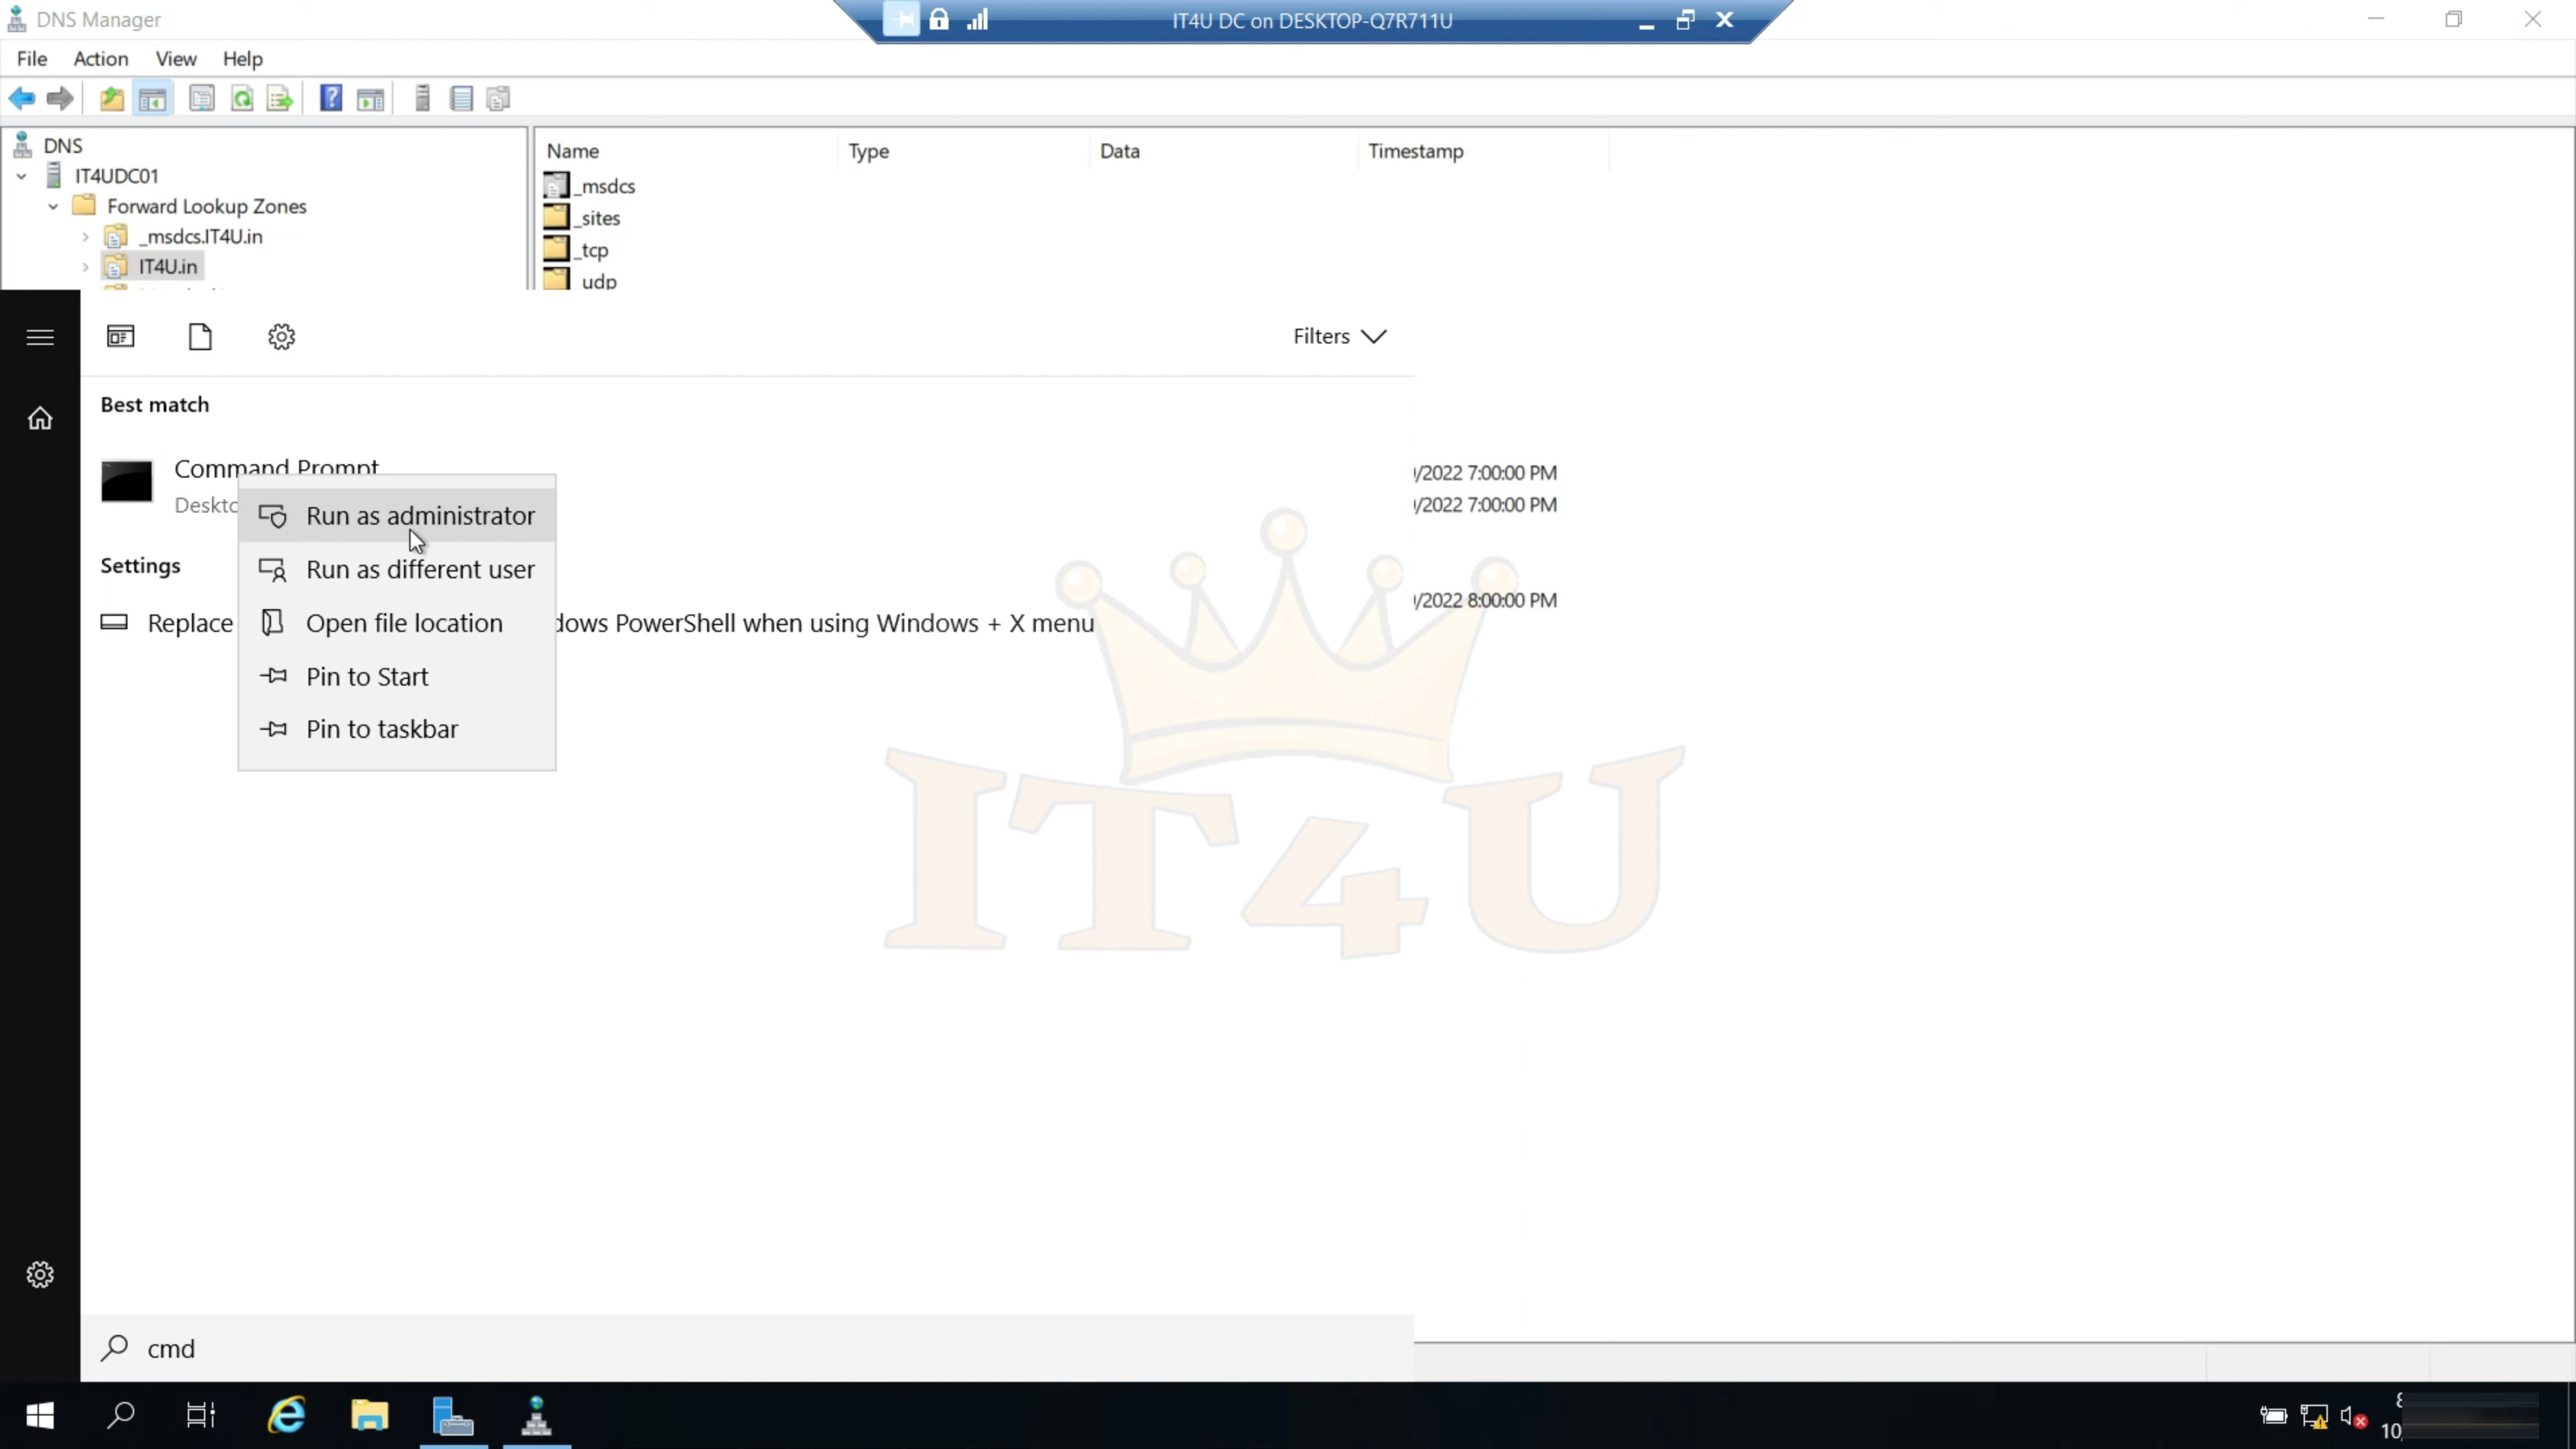 DNS Manager
IT4U DC on DESKTOP-Q7R711U
File Action View Help
DNS
IT4UDC01
Forward Lookup Zones
_msdcs.IT4U.in
IT4U.in
Name Type Data Timestamp
_msdcs
_sites
_tcp
_udp
Filters
Best match
Command Prompt
Run as administrator
Run as different user
Open file location
Pin to Start
Pin to taskbar
Settings
Replace
PowerShell when using Windows + X menu
/2022 7:00:00 PM
/2022 7:00:00 PM
/2022 8:00:00 PM
IT4U
cmd
10